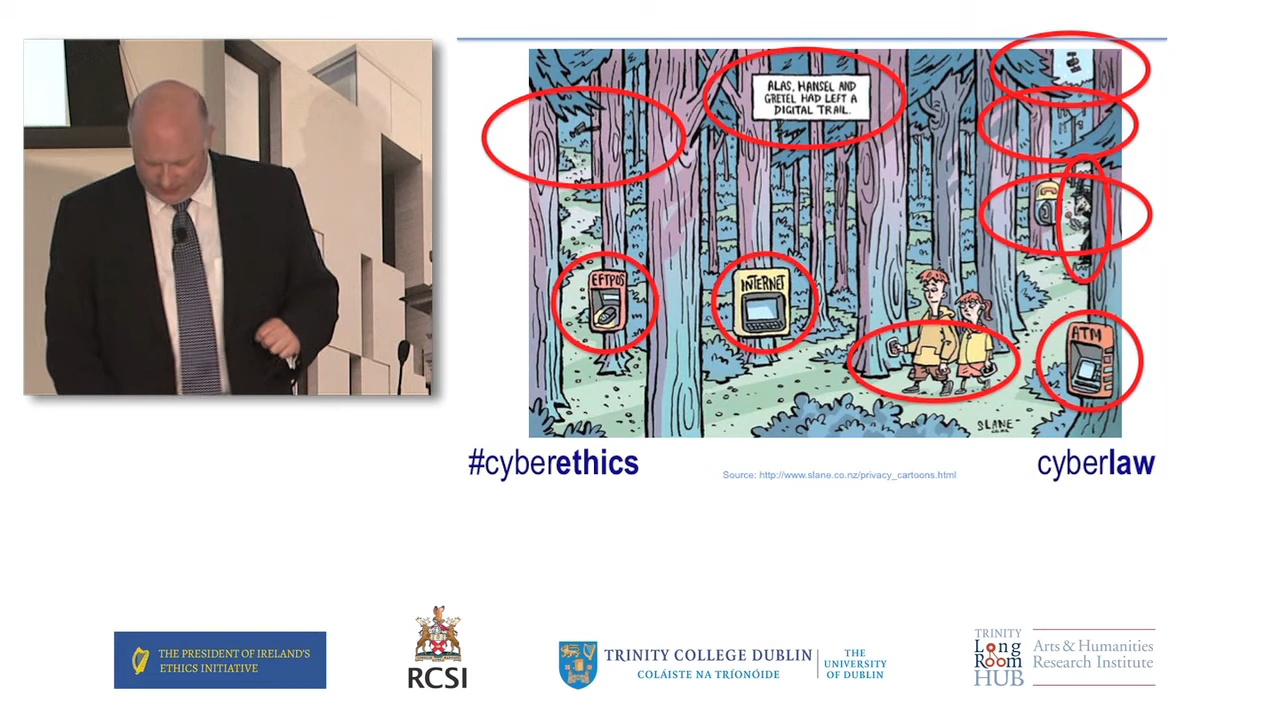 ALAS, HANSEL AND
GRETEL HAD LEFT A
DIGITAL TRAIL.
EFTPOS
INTERNET
ATM
SLANE
#cyberethics
Source: http://www.slane.co.nz/privacy_cartoons.html
cyberlaw
THE PRESIDENT OF IRELAND'S
ETHICS INITIATIVE
RCSI
TRINITY COLLEGE DUBLIN
COLÁISTE NA TRÍONÓIDE
THE
UNIVERSITY
OF DUBLIN
TRINITY
LONG
ROOM
HUB
Arts & Humanities
Research Institute